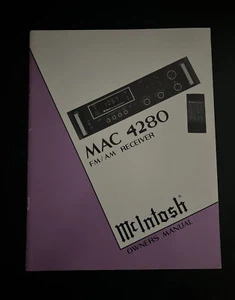 MAC 4280
FM/AM RECEIVER
McIntosh
OWNERS MANUAL